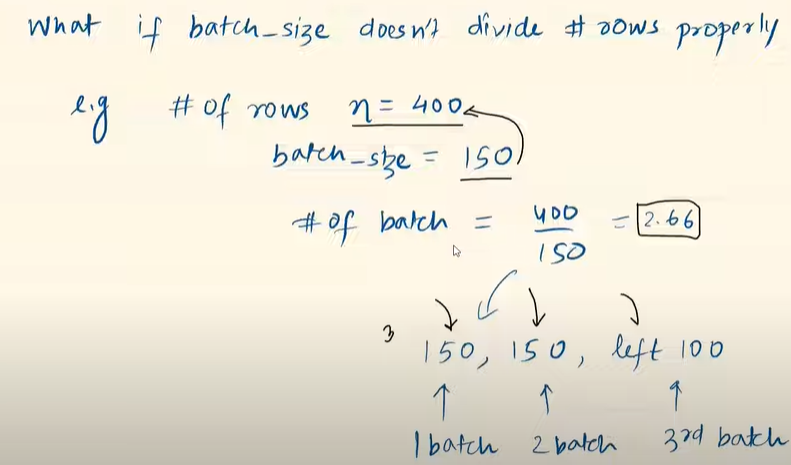 What if batch_size doesn't divide # rows properly
e.g # of rows n = 400
batch_size = 150
# of batch = 400/150 = 2.66
3 150, 150, left 100
1 batch 2 batch 3rd batch